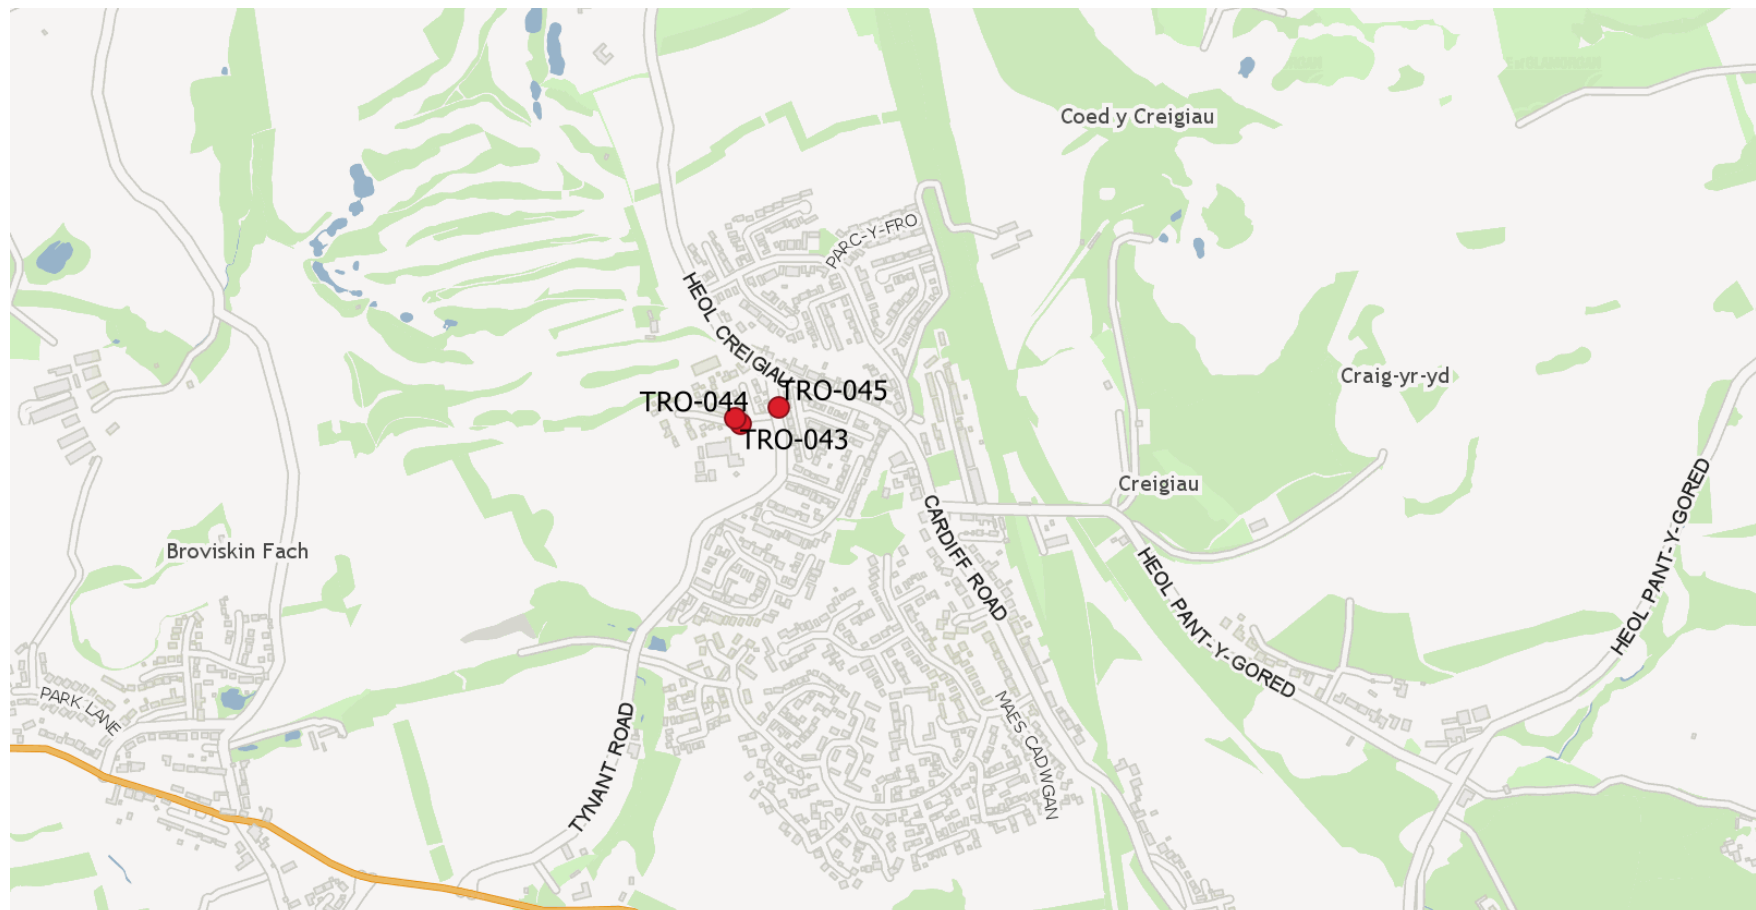 Coed y Creigiau
PARC-Y-FRO
HEOL CREIGIAU
Craig-yr-yd
TRO-045
TRO-044
TRO-043
Creigiau
CARDIFF ROAD
Broviskin Fach
HEOL PANT-Y-GORED
HEOL PANT-Y-GORED
PARK LANE
TYNANT ROAD
MAES CADWGAN